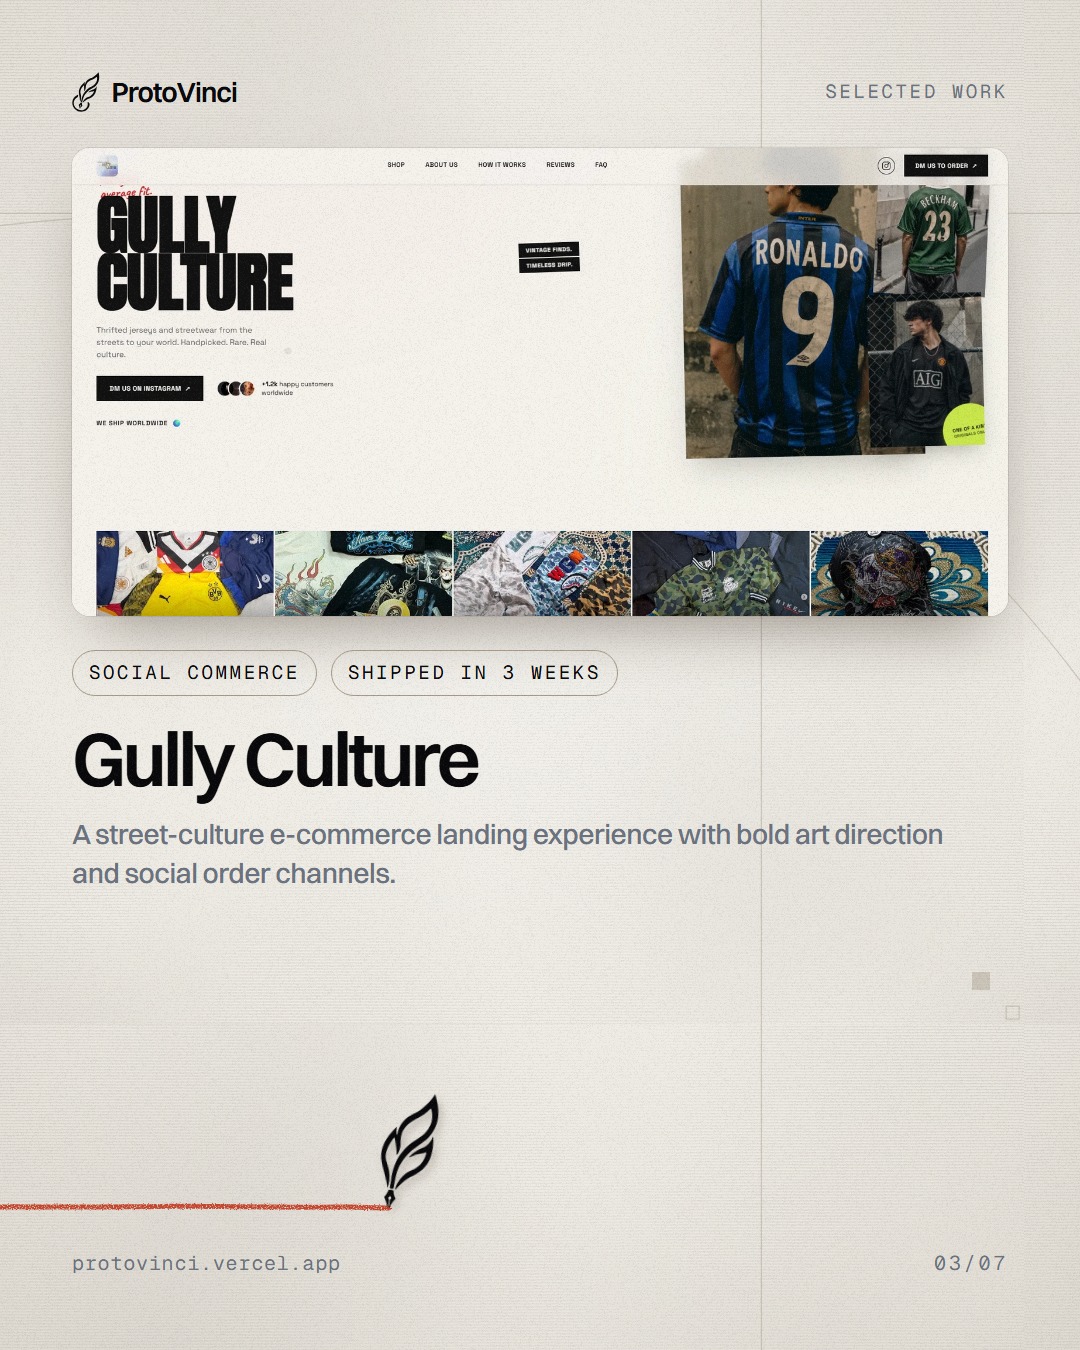 ProtoVinci
SELECTED WORK
SHOP ABOUT US HOW IT WORKS REVIEWS FAQ
DM US TO ORDER ↗
average fit.
GULLY
CULTURE
VINTAGE FINDS.
TIMELESS DRIP.
Thrifted jerseys and streetwear from the
streets to your world. Handpicked. Rare. Real
culture.
DM US ON INSTAGRAM ↗
+1.2k happy customers
worldwide
WE SHIP WORLDWIDE
RONALDO
9
BECKHAM
23
AIG
ONE OF A KIN
SOCIAL COMMERCE
SHIPPED IN 3 WEEKS
Gully Culture
A street-culture e-commerce landing experience with bold art direction
and social order channels.
protovinci.vercel.app
03/07